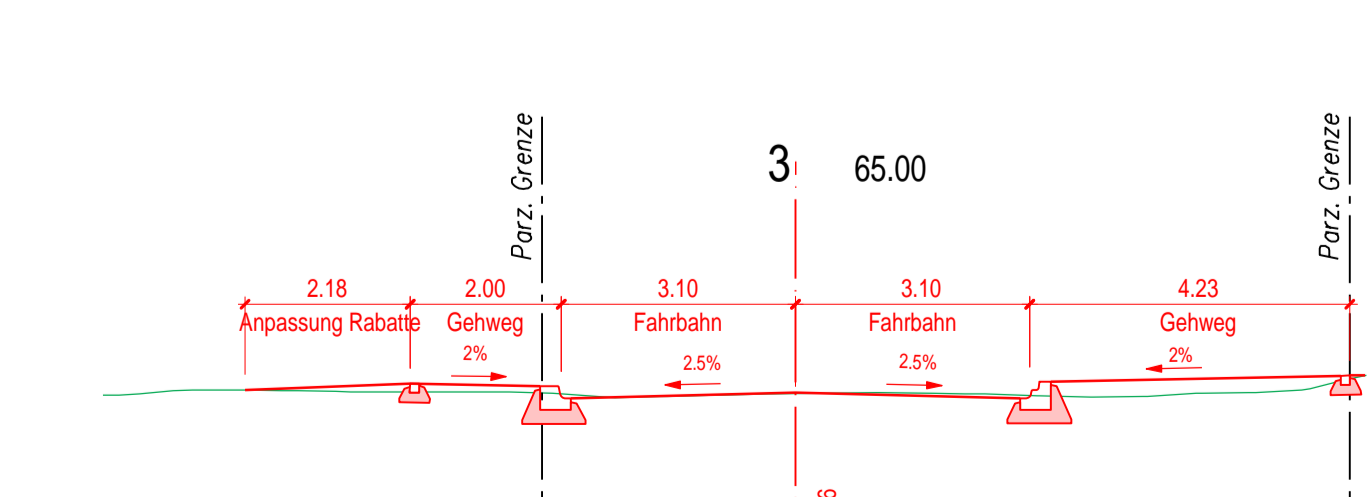 Parz. Grenze
3 65.00
Parz. Grenze
2.18 2.00 3.10 3.10 4.23
Anpassung Rabatte Gehweg Fahrbahn Fahrbahn Gehweg
2% 2.5% 2.5% 2%